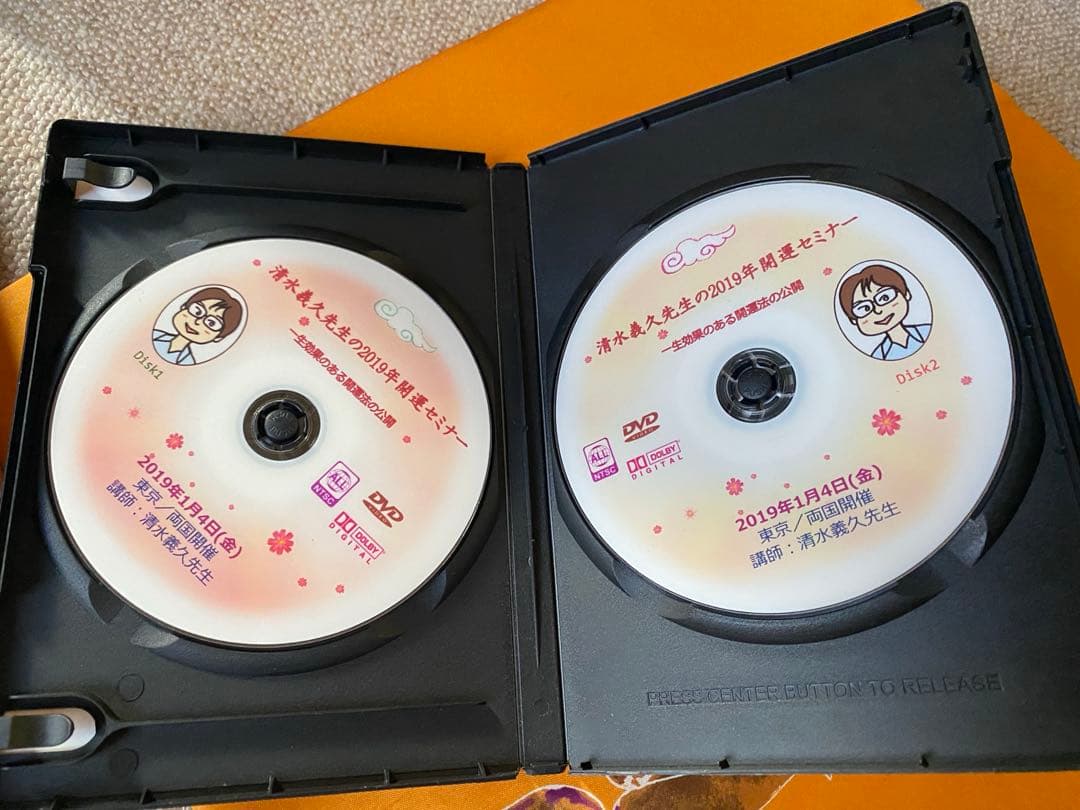 清水義久先生の2019年開運セミナー
一生効果のある開運法の公開
Disk1
ALL
NTSC
DVD
VIDEO
DOLBY
DIGITAL
2019年1月4日(金)
東京/両国開催
講師:清水義久先生
清水義久先生の2019年開運セミナー
一生効果のある開運法の公開
Disk2
DVD
VIDEO
ALL
NTSC
DOLBY
DIGITAL
2019年1月4日(金)
東京/両国開催
講師:清水義久先生
PRESS CENTER BUTTON TO RELEASE